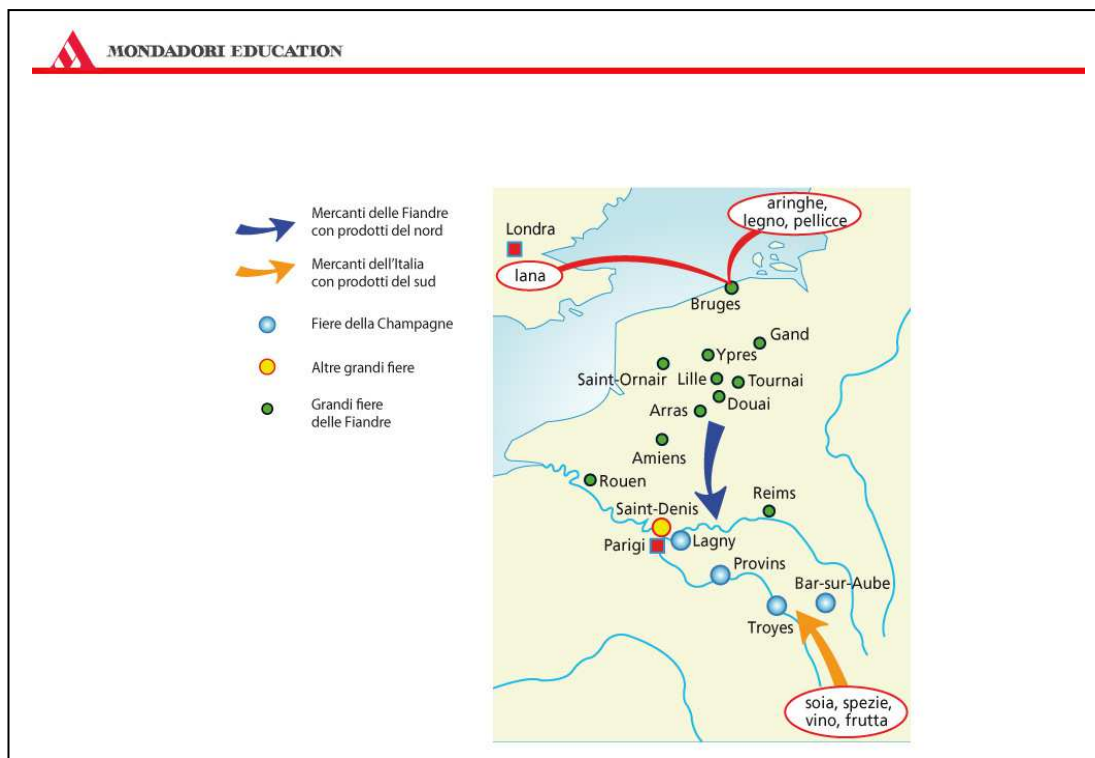 MONDADORI EDUCATION
Mercanti delle Fiandre
con prodotti del nord
Mercanti dell'Italia
con prodotti del sud
Fiere della Champagne
Altre grandi fiere
Grandi fiere
delle Fiandre
aringhe,
legno, pellicce
Londra
lana
Bruges
Gand
Ypres
Saint-Ornair
Lille
Tournai
Douai
Arras
Amiens
Rouen
Reims
Saint-Denis
Parigi
Lagny
Provins
Bar-sur-Aube
Troyes
soia, spezie,
vino, frutta